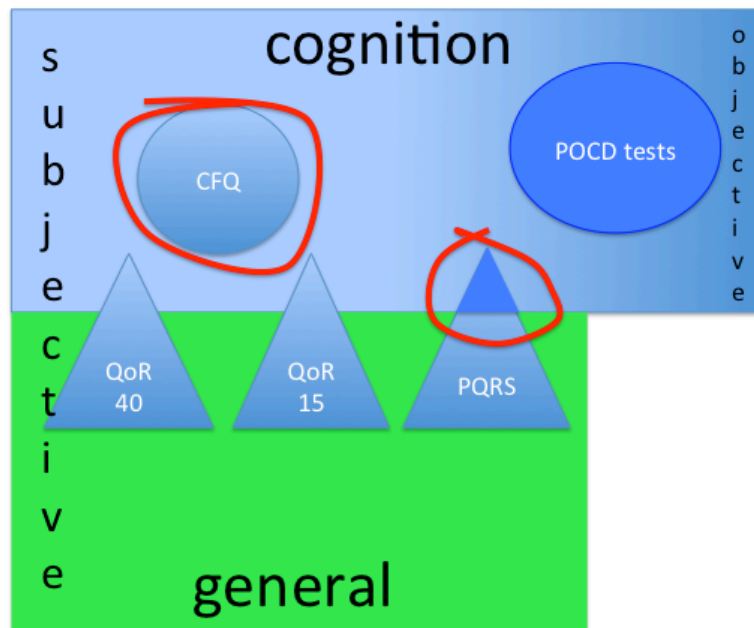 cognition
subjective
objective
CFQ
POCD tests
QoR
40
QoR
15
PQRS
general